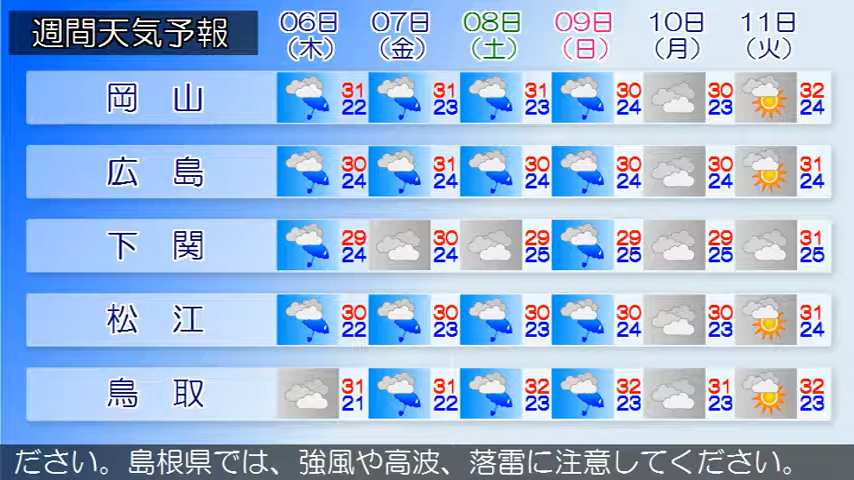 週間天気予報
06日 07日 08日 09日 10日 11日
(木) (金) (土) (日) (月) (火)
岡 山 31 31 31 30 30 32
22 23 23 24 23 24
広 島 30 31 30 30 30 31
24 24 24 24 24 24
下 関 29 30 29 29 29 31
24 24 25 25 25 25
松 江 30 30 30 30 30 31
22 23 23 24 23 24
鳥 取 31 31 32 32 31 32
21 22 23 23 23 23
ださい。島根県では、強風や高波、落雷に注意してください。